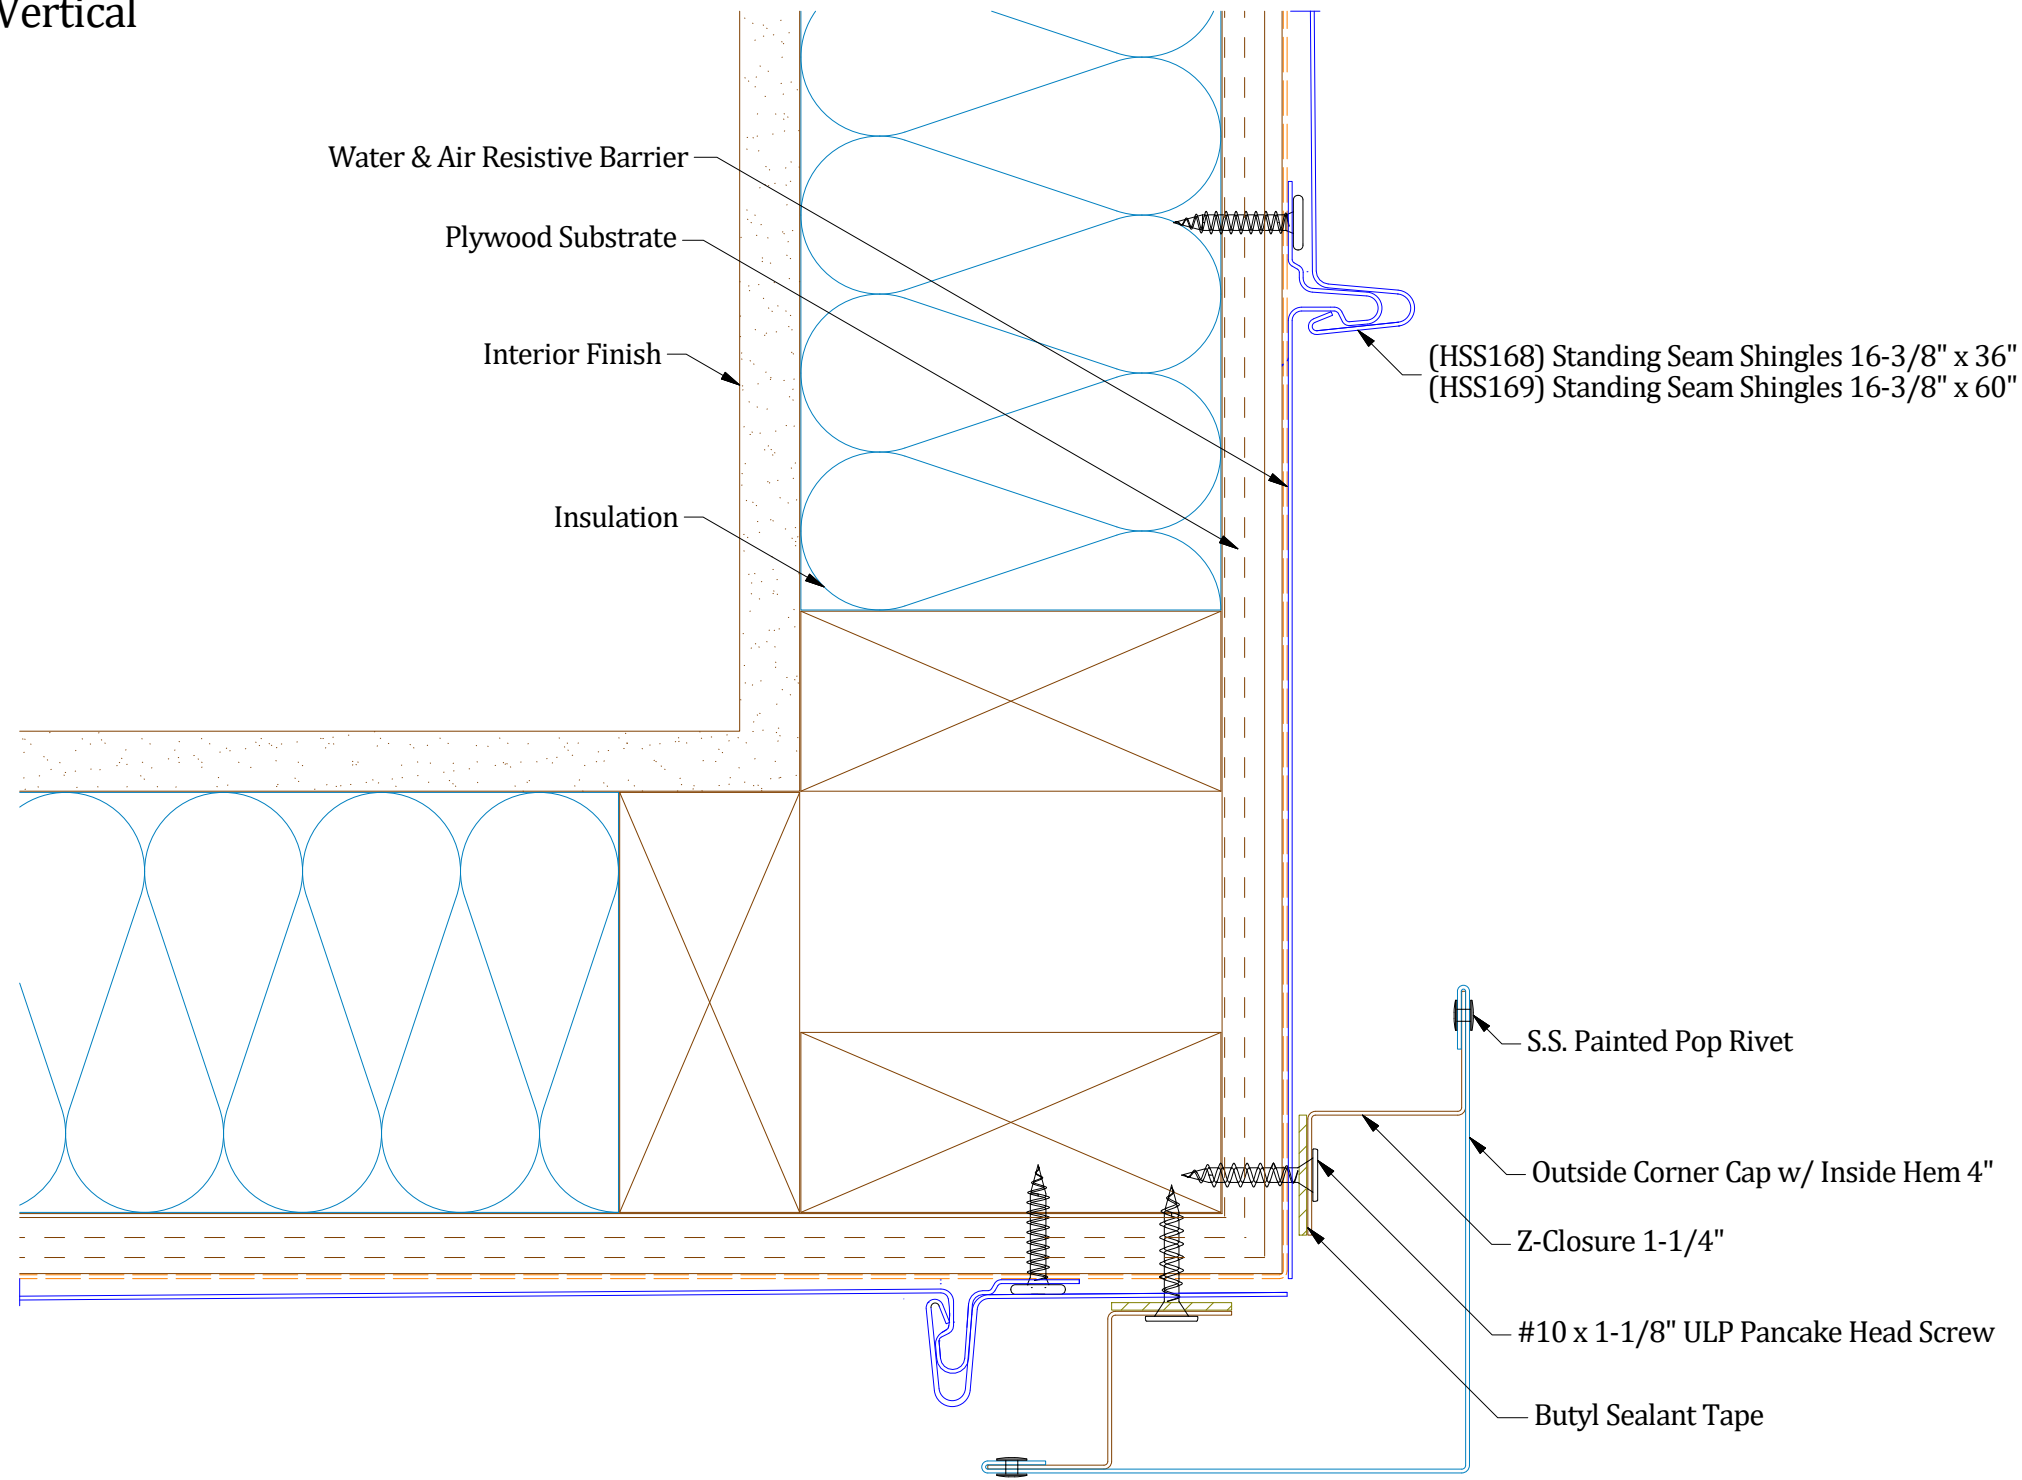 Vertical
Water & Air Resistive Barrier
Plywood Substrate
Interior Finish
Insulation
(HSS168) Standing Seam Shingles 16-3/8" x 36"
(HSS169) Standing Seam Shingles 16-3/8" x 60"
S.S. Painted Pop Rivet
Outside Corner Cap w/ Inside Hem 4"
Z-Closure 1-1/4"
#10 x 1-1/8" ULP Pancake Head Screw
Butyl Sealant Tape